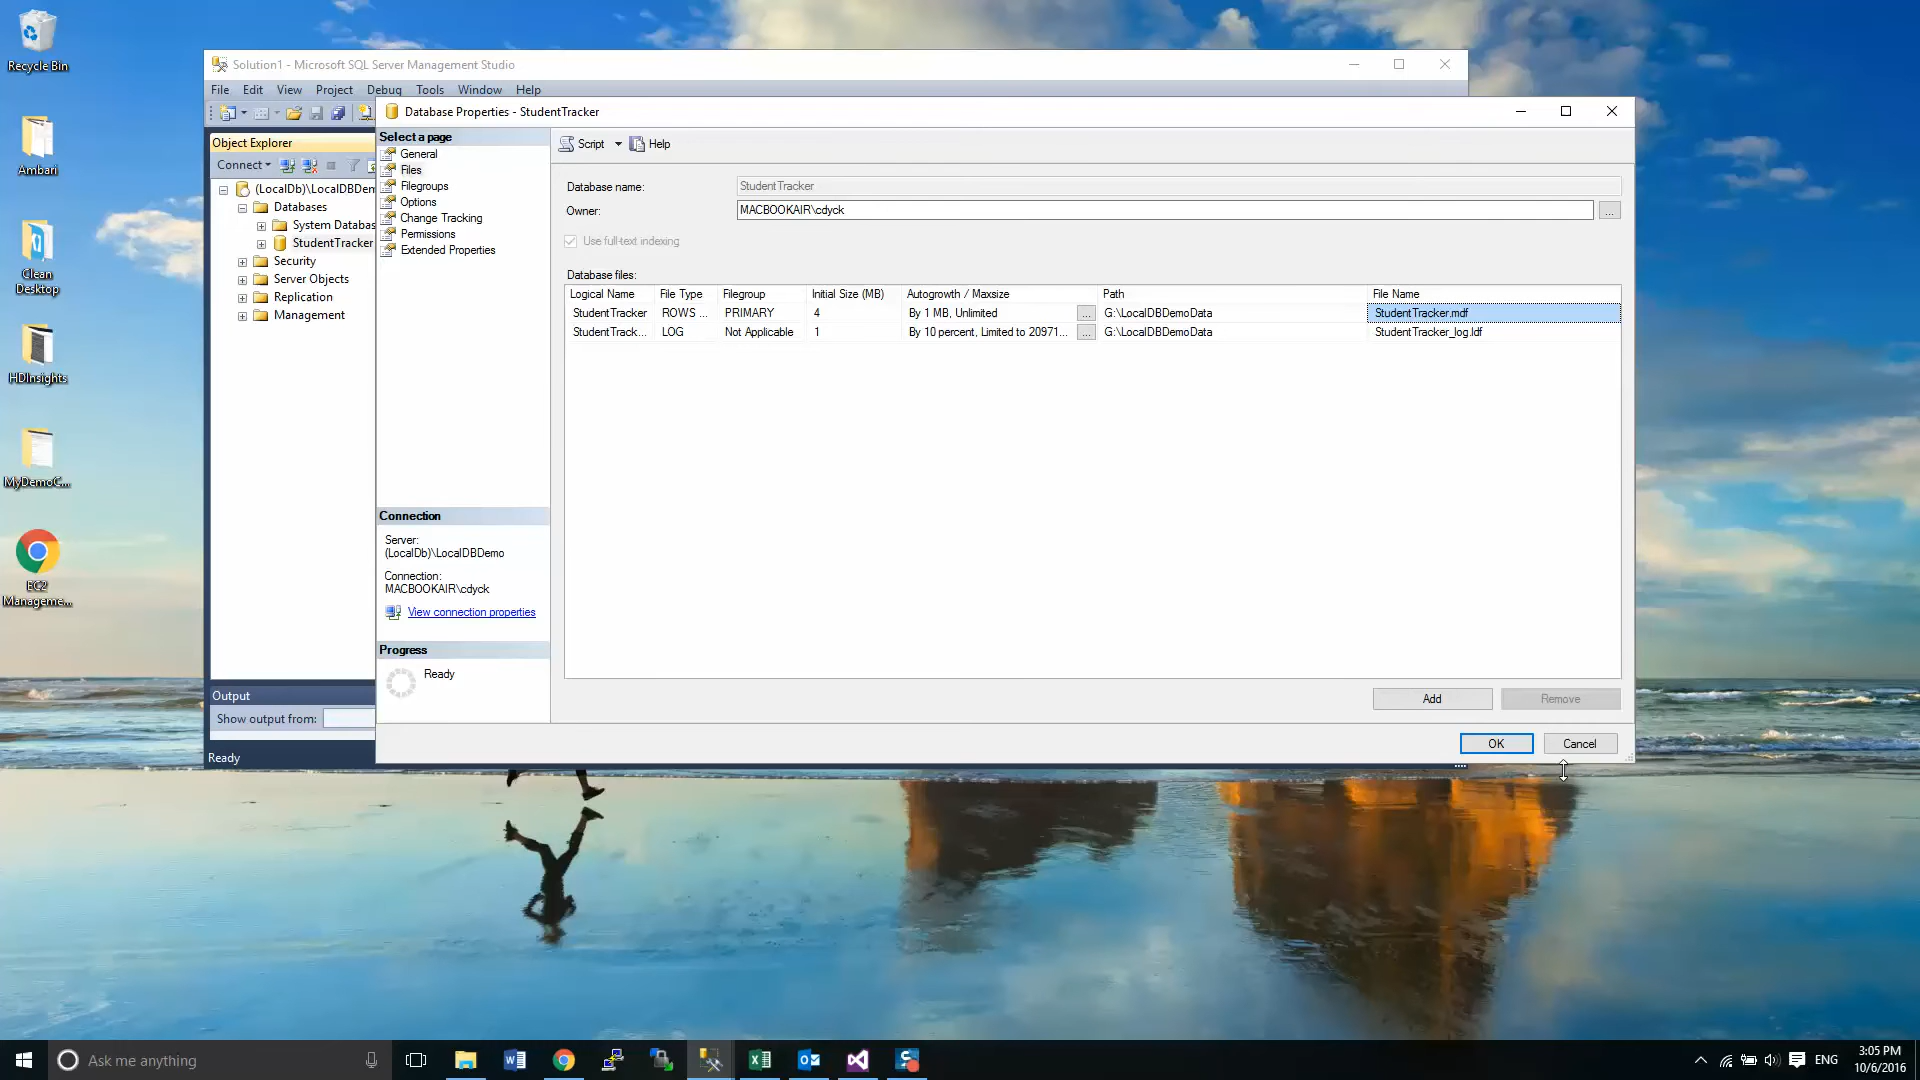 Recycle Bin
Ambari
Clean
Desktop
HDInsights
MyDemoC...
EC2
Manageme...
Solution1 - Microsoft SQL Server Management Studio
File Edit View Project Debug Tools Window Help
Object Explorer
Connect
(LocalDb)\LocalDBDem
Databases
System Databas
StudentTracker
Security
Server Objects
Replication
Management
Output
Show output from:
Ready
Database Properties - StudentTracker
Select a page
General
Files
Filegroups
Options
Change Tracking
Permissions
Extended Properties
Connection
Server:
(LocalDb)\LocalDBDemo
Connection:
MACBOOKAIR\cdyck
View connection properties
Progress
Ready
Script Help
Database name: StudentTracker
Owner: MACBOOKAIR\cdyck ...
Use full-text indexing
Database files:
Logical Name File Type Filegroup Initial Size (MB) Autogrowth / Maxsize Path File Name
StudentTracker ROWS ... PRIMARY 4 By 1 MB, Unlimited ... G:\LocalDBDemoData StudentTracker.mdf
StudentTrack... LOG Not Applicable 1 By 10 percent, Limited to 20971... ... G:\LocalDBDemoData StudentTracker_log.ldf
Add Remove
OK Cancel
Ask me anything
ENG
3:05 PM
10/6/2016